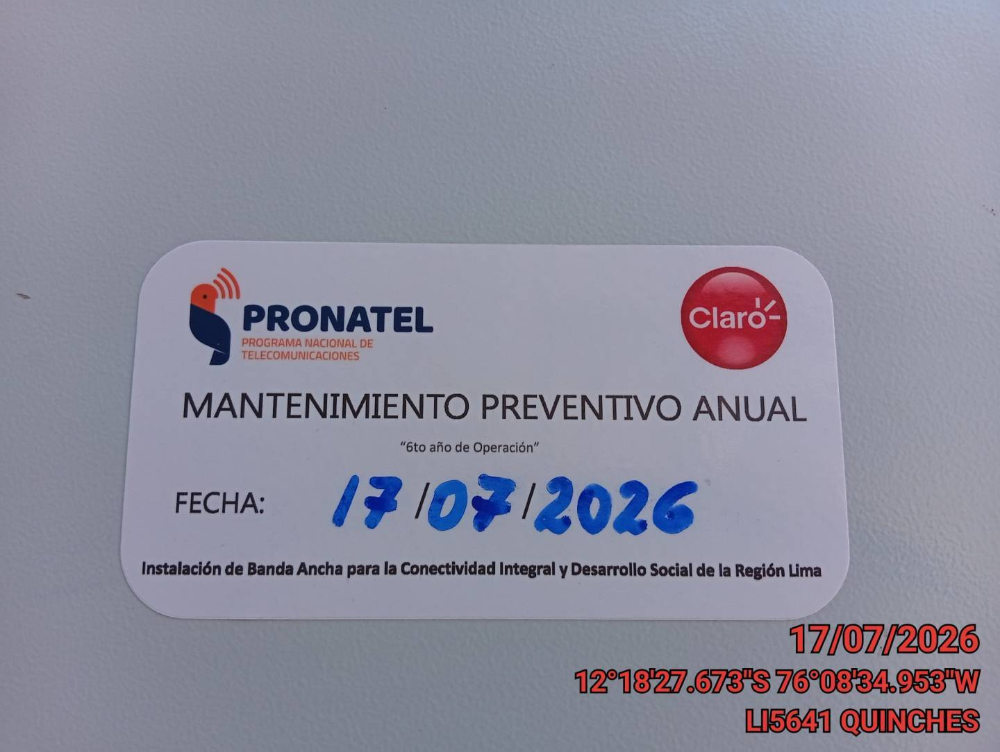 PRONATEL
PROGRAMA NACIONAL DE
TELECOMUNICACIONES
Claro
MANTENIMIENTO PREVENTIVO ANUAL
“6to año de Operación”
FECHA: 17/07/2026
Instalación de Banda Ancha para la Conectividad Integral y Desarrollo Social de la Región Lima
17/07/2026
12°18'27.673"S 76°08'34.953"W
LI5641 QUINCHES